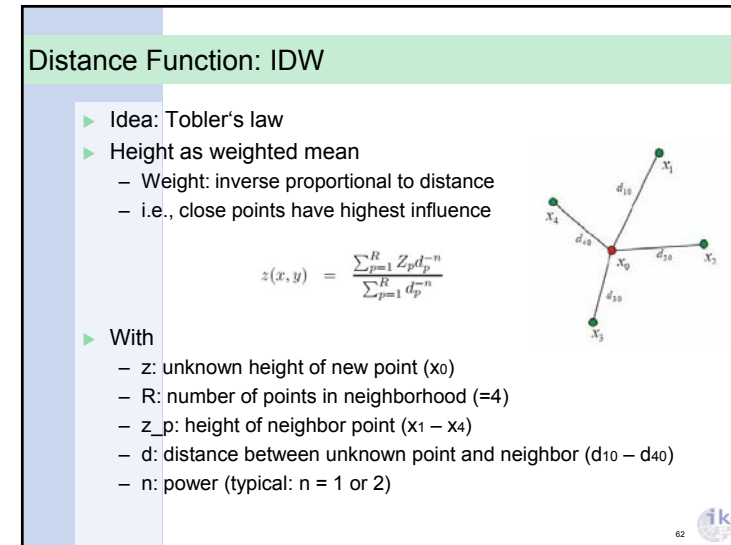 Distance Function: IDW
Idea: Tobler‘s law
Height as weighted mean
– Weight: inverse proportional to distance
– i.e., close points have highest influence
z(x, y) = \frac{\sum_{p=1}^{R} Z_p d_p^{-n}}{\sum_{p=1}^{R} d_p^{-n}}
x₁
d₁₀
x₄
d₄₀
x₀
d₂₀
x₂
d₃₀
x₃
With
– z: unknown height of new point (x0)
– R: number of points in neighborhood (=4)
– z_p: height of neighbor point (x1 – x4)
– d: distance between unknown point and neighbor (d10 – d40)
– n: power (typical: n = 1 or 2)
62